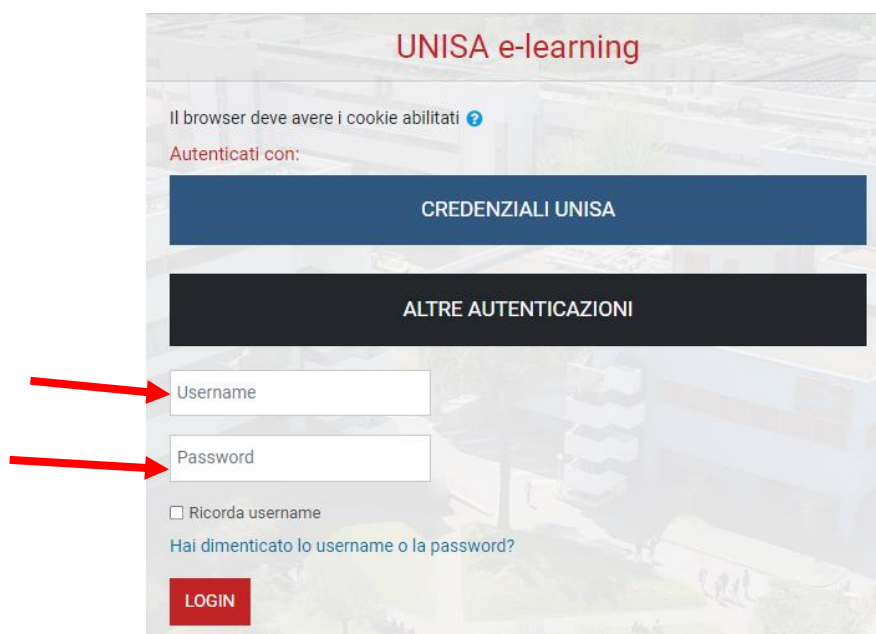 UNISA e-learning
Il browser deve avere i cookie abilitati
Autenticati con:
CREDENZIALI UNISA
ALTRE AUTENTICAZIONI
Username
Password
Ricorda username
Hai dimenticato lo username o la password?
LOGIN